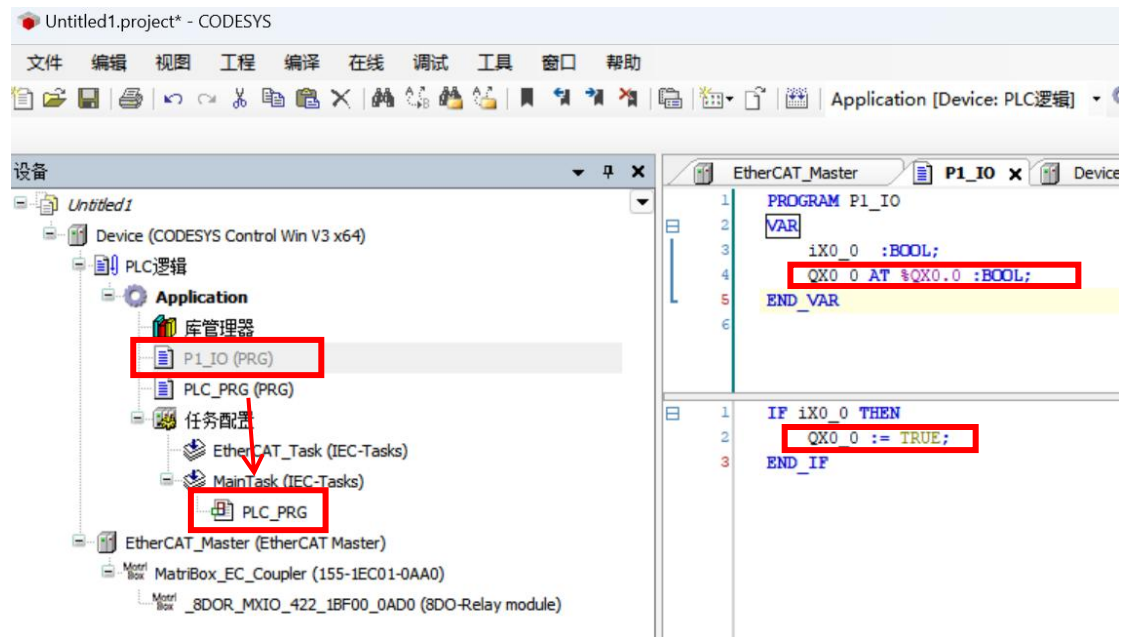 Untitled1.project* - CODESYS
文件 编辑 视图 工程 编译 在线 调试 工具 窗口 帮助
Application [Device: PLC逻辑]
设备
Untitled1
Device (CODESYS Control Win V3 x64)
PLC逻辑
Application
库管理器
P1_IO (PRG)
PLC_PRG (PRG)
任务配置
EtherCAT_Task (IEC-Tasks)
MainTask (IEC-Tasks)
PLC_PRG
EtherCAT_Master (EtherCAT Master)
MatriBox_EC_Coupler (155-1EC01-0AA0)
_8DOR_MXIO_422_1BF00_0AD0 (8DO-Relay module)
EtherCAT_Master P1_IO Device
1 PROGRAM P1_IO
2 VAR
3 iX0_0 :BOOL;
4 QX0_0 AT %QX0.0 :BOOL;
5 END_VAR
6
1 IF iX0_0 THEN
2 QX0_0 := TRUE;
3 END_IF